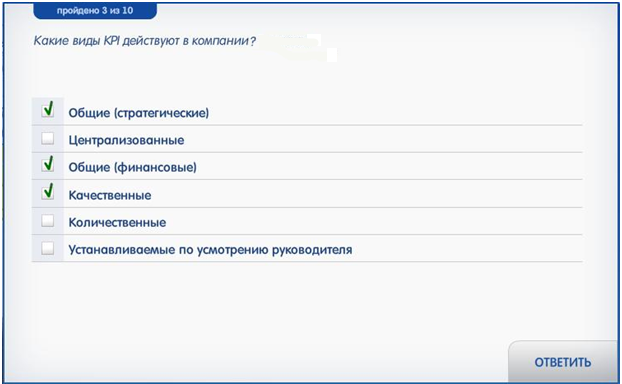 пройдено 3 из 10
Какие виды KPI действуют в компании?
Общие (стратегические)
Централизованные
Общие (финансовые)
Качественные
Количественные
Устанавливаемые по усмотрению руководителя
ОТВЕТИТЬ